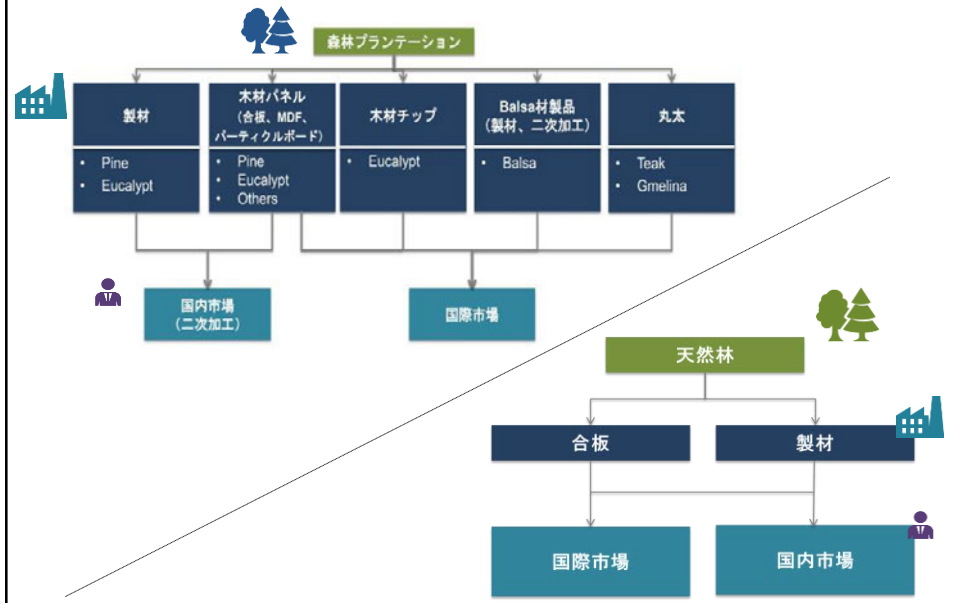 森林プランテーション
製材
• Pine
• Eucalypt
木材パネル
(合板、MDF、
パーティクルボード)
• Pine
• Eucalypt
• Others
木材チップ
• Eucalypt
Balsa材製品
(製材、二次加工)
• Balsa
丸太
• Teak
• Gmelina
国内市場
(二次加工)
国際市場
天然林
合板
製材
国際市場
国内市場